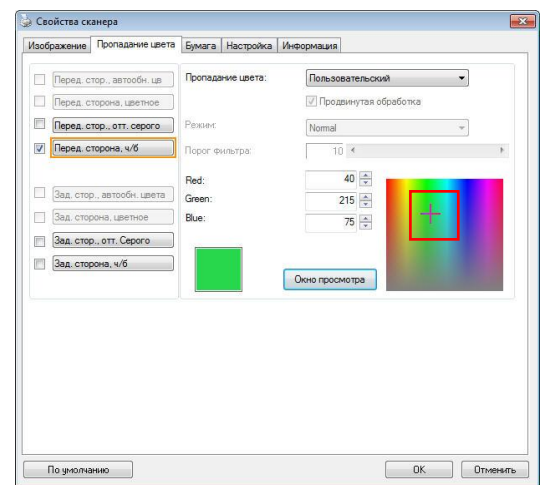 Свойства сканера
Изображение Пропадание цвета Бумага Настройка Информация
Перед. стор., автообн. цв
Перед. сторона, цветное
Перед. стор., отт. серого
Перед. сторона, ч/б
Зад. стор., автообн. цвета
Зад. сторона, цветное
Зад. стор., отт. Серого
Зад. сторона, ч/б
Пропадание цвета: Пользовательский
Продвинутая обработка
Режим: Normal
Порог фильтра: 10
Red: 40
Green: 215
Blue: 75
Окно просмотра
По умолчанию OK Отменить